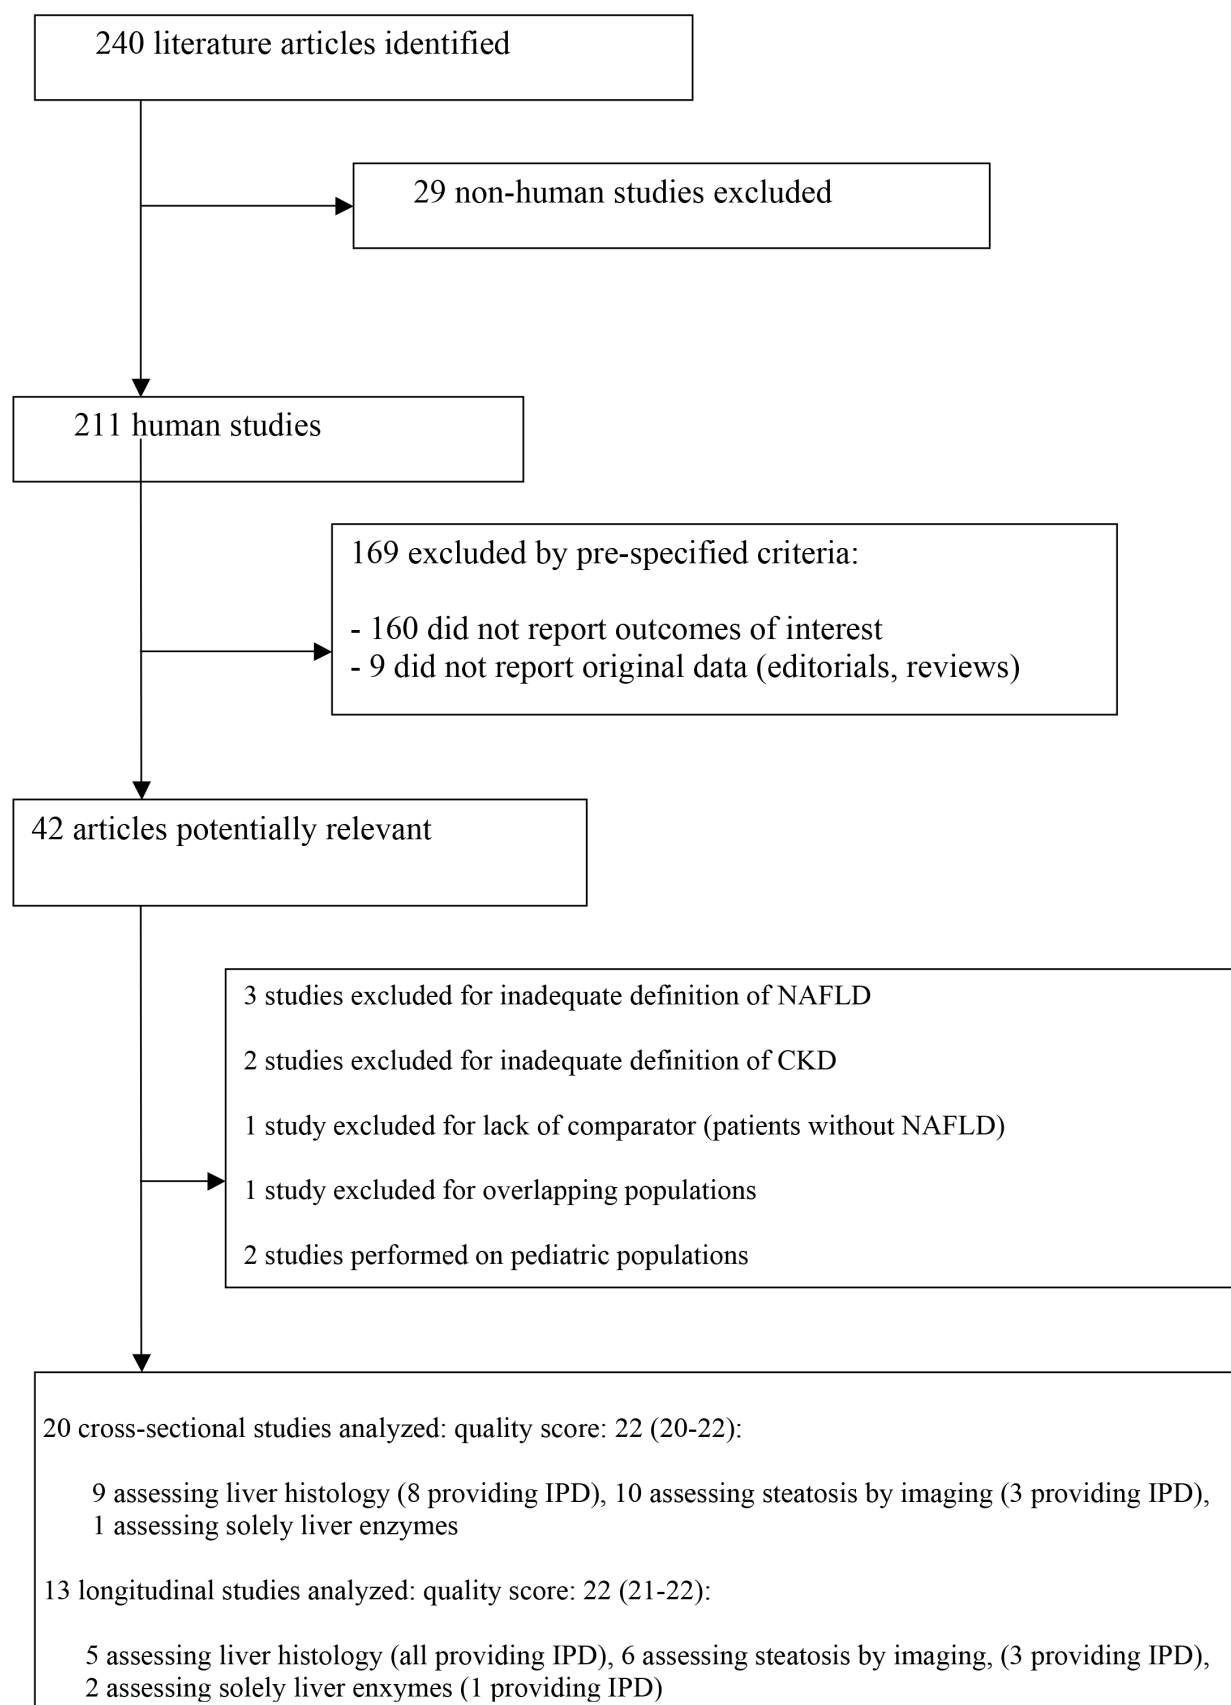 240 literature articles identified
29 non-human studies excluded
211 human studies
169 excluded by pre-specified criteria:
- 160 did not report outcomes of interest
- 9 did not report original data (editorials, reviews)
42 articles potentially relevant
3 studies excluded for inadequate definition of NAFLD
2 studies excluded for inadequate definition of CKD
1 study excluded for lack of comparator (patients without NAFLD)
1 study excluded for overlapping populations
2 studies performed on pediatric populations
20 cross-sectional studies analyzed: quality score: 22 (20-22):
9 assessing liver histology (8 providing IPD), 10 assessing steatosis by imaging (3 providing IPD),
1 assessing solely liver enzymes
13 longitudinal studies analyzed: quality score: 22 (21-22):
5 assessing liver histology (all providing IPD), 6 assessing steatosis by imaging, (3 providing IPD),
2 assessing solely liver enxymes (1 providing IPD)